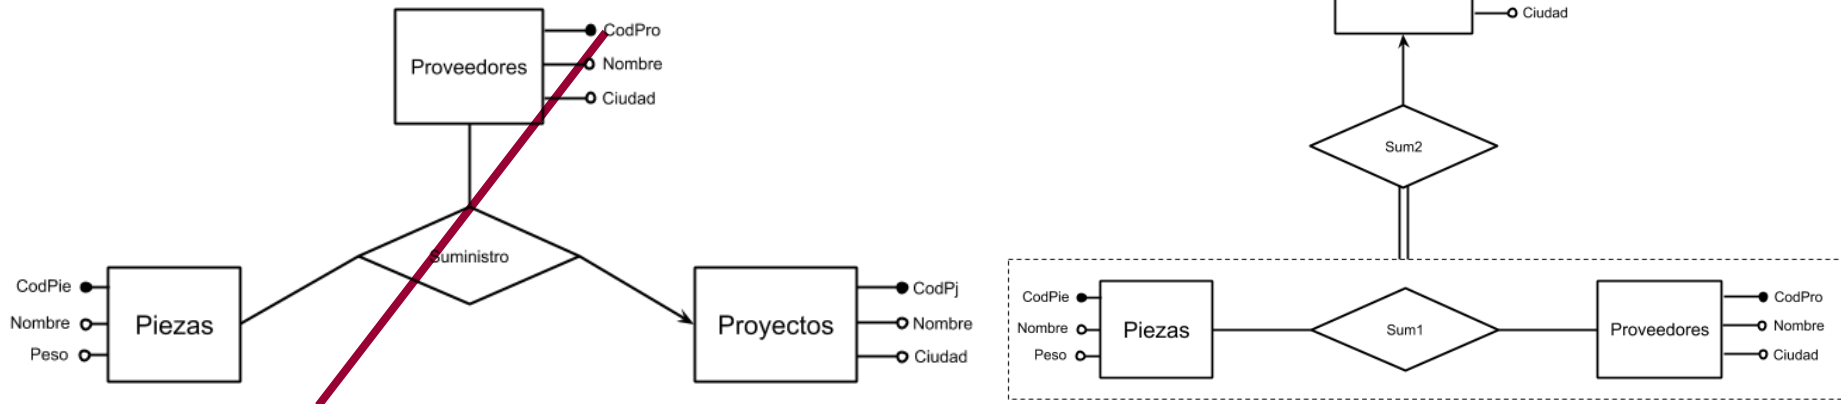 CodPro
Proveedores
Nombre
Ciudad
Suministro
CodPie
Nombre
Peso
Piezas
Proyectos
CodPj
Nombre
Ciudad
Ciudad
Sum2
CodPie
Nombre
Peso
Piezas
Sum1
Proveedores
CodPro
Nombre
Ciudad